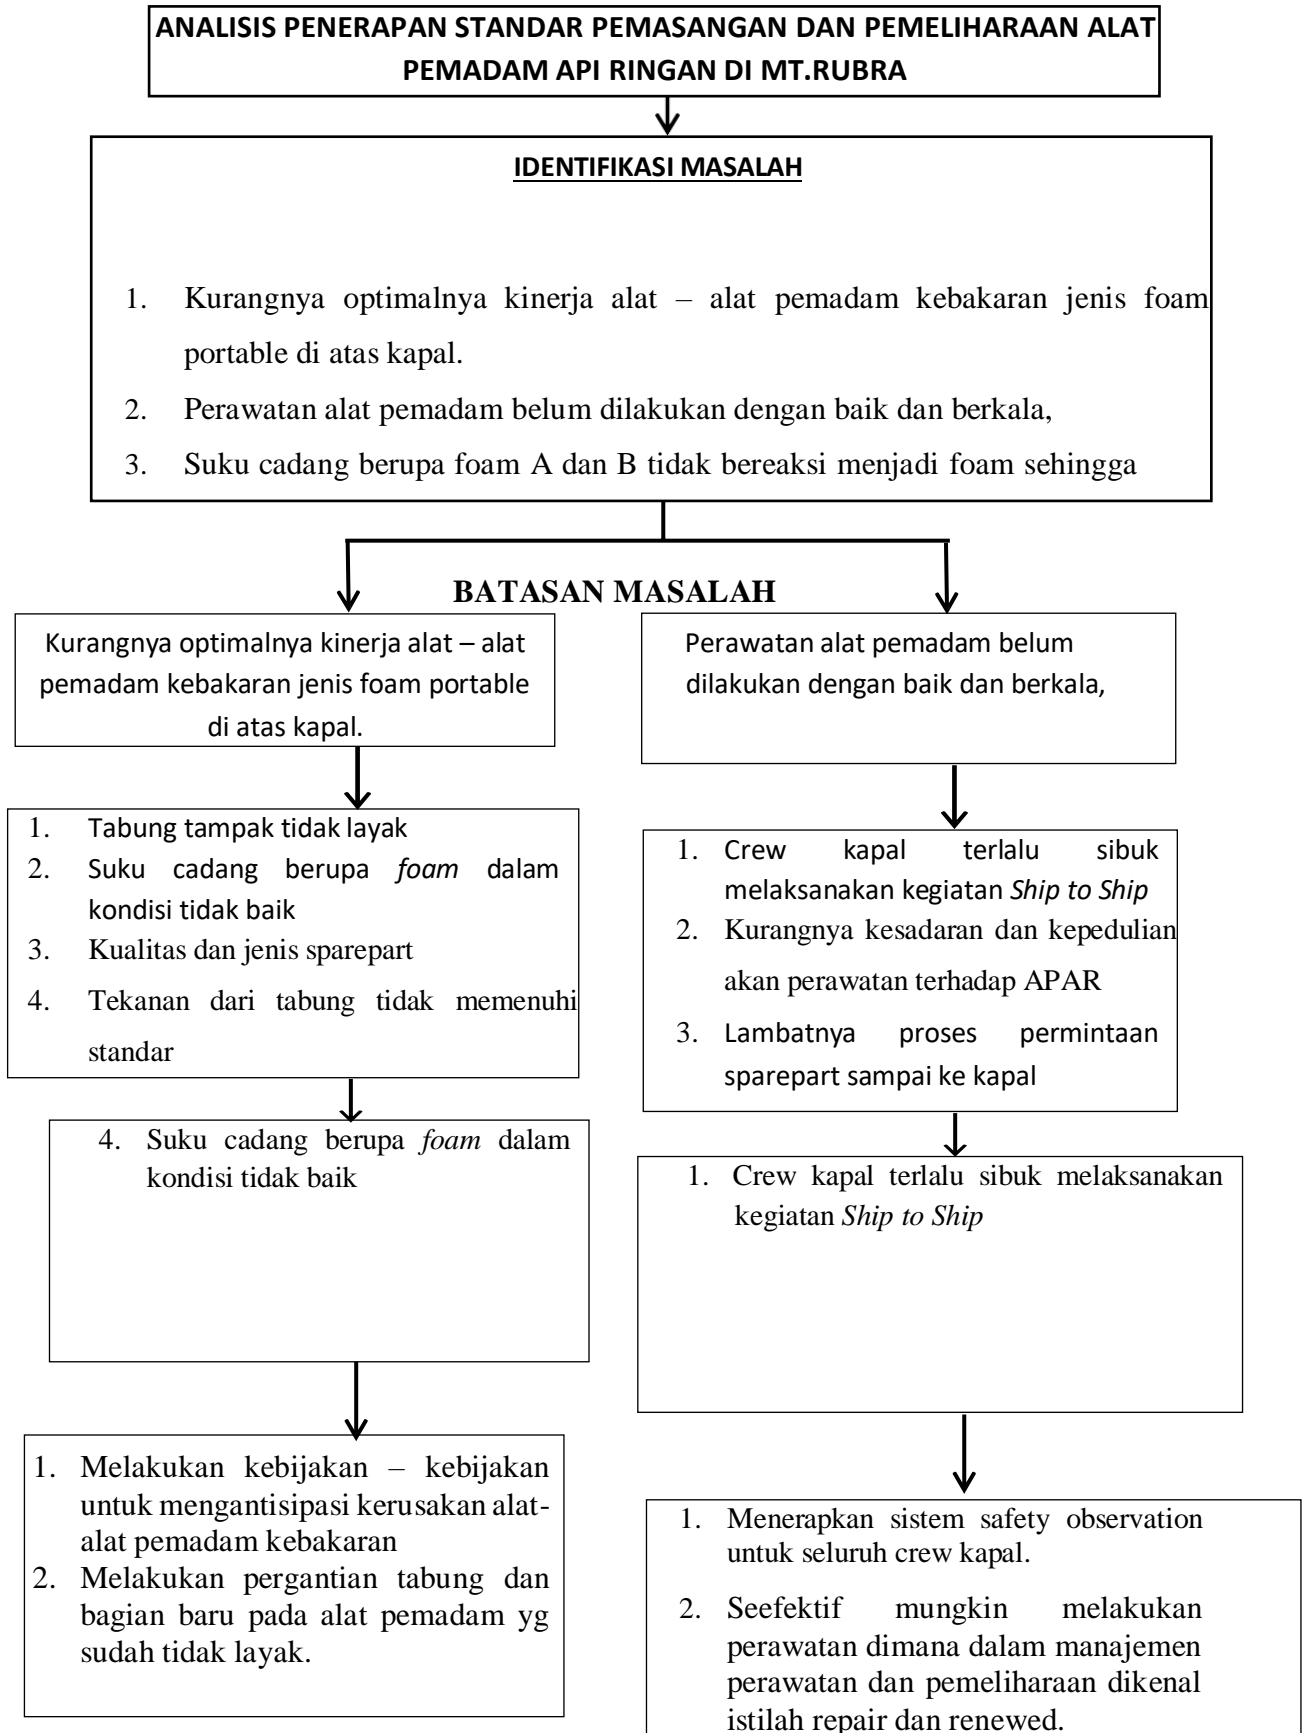 ANALISIS PENERAPAN STANDAR PEMASANGAN DAN PEMELIHARAAN ALAT
PEMADAM API RINGAN DI MT.RUBRA
IDENTIFIKASI MASALAH
1. Kurangnya optimalnya kinerja alat – alat pemadam kebakaran jenis foam
portable di atas kapal.
2. Perawatan alat pemadam belum dilakukan dengan baik dan berkala,
3. Suku cadang berupa foam A dan B tidak bereaksi menjadi foam sehingga
BATASAN MASALAH
Kurangnya optimalnya kinerja alat – alat
pemadam kebakaran jenis foam portable
di atas kapal.
Perawatan alat pemadam belum
dilakukan dengan baik dan berkala,
1. Tabung tampak tidak layak
2. Suku cadang berupa foam dalam
kondisi tidak baik
3. Kualitas dan jenis sparepart
4. Tekanan dari tabung tidak memenuhi
standar
1. Crew kapal terlalu sibuk
melaksanakan kegiatan Ship to Ship
2. Kurangnya kesadaran dan kepedulian
akan perawatan terhadap APAR
3. Lambatnya proses permintaan
sparepart sampai ke kapal
4. Suku cadang berupa foam dalam
kondisi tidak baik
1. Crew kapal terlalu sibuk melaksanakan
kegiatan Ship to Ship
1. Melakukan kebijakan – kebijakan
untuk mengantisipasi kerusakan alat-
alat pemadam kebakaran
2. Melakukan pergantian tabung dan
bagian baru pada alat pemadam yg
sudah tidak layak.
1. Menerapkan sistem safety observation
untuk seluruh crew kapal.
2. Seefektif mungkin melakukan
perawatan dimana dalam manajemen
perawatan dan pemeliharaan dikenal
istilah repair dan renewed.